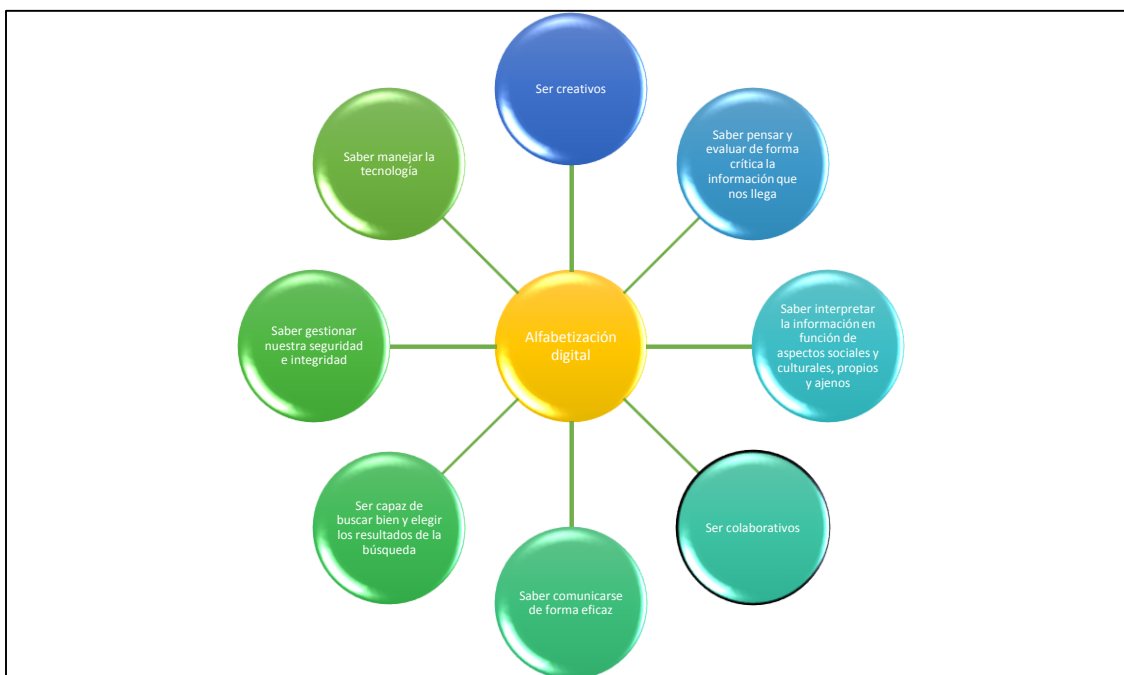 Ser creativos
Saber pensar y
evaluar de forma
crítica la
información que
nos llega
Saber interpretar
la información en
función de
aspectos sociales y
culturales, propios
y ajenos
Ser colaborativos
Saber comunicarse
de forma eficaz
Ser capaz de
buscar bien y elegir
los resultados de la
búsqueda
Saber gestionar
nuestra seguridad
e integridad
Saber manejar la
tecnología
Alfabetización
digital